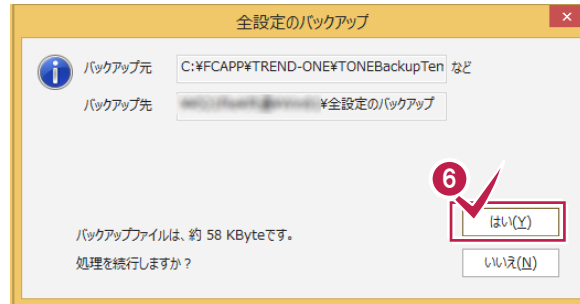 全設定のバックアップ
バックアップ元 C:¥FCAPP¥TREND-ONE¥TONEBackupTen など
バックアップ先 ¥全設定のバックアップ
6
はい(Y)
バックアップファイルは、約 58 KByteです。
処理を続行しますか？
いいえ(N)